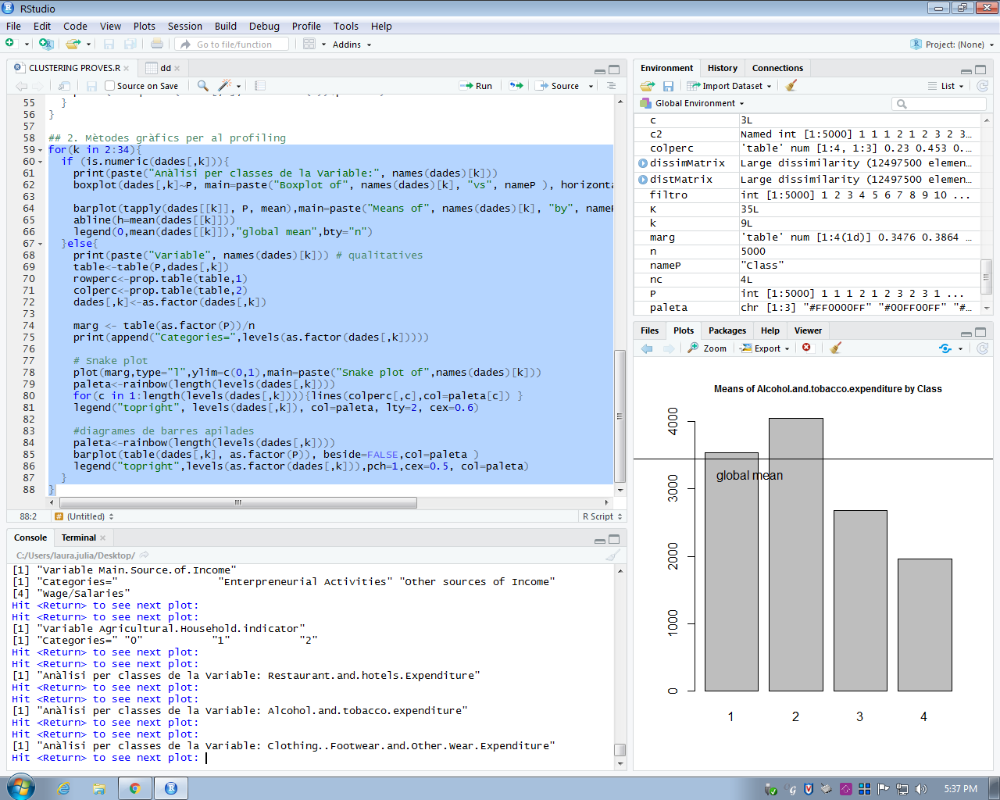 RStudio
File Edit Code View Plots Session Build Debug Profile Tools Help
Go to file/function Addins Project: (None)
CLUSTERING PROVES.R dd
Source on Save Run Source
55 }
56 }
57
58 ## 2. Mètodes gràfics per al profiling
59 for(k in 2:34){
60 if (is.numeric(dades[,k])){
61 print(paste("Anàlisi per classes de la Variable:", names(dades)[k]))
62 boxplot(dades[,k]~P, main=paste("Boxplot of", names(dades)[k], "vs", nameP ), horizonta
63
64 barplot(tapply(dades[[k]], P, mean),main=paste("Means of", names(dades)[k], "by", nameP
65 abline(h=mean(dades[[k]]))
66 legend(0,mean(dades[[k]]),"global mean",bty="n")
67 }else{
68 print(paste("Variable", names(dades)[k])) # qualitatives
69 table<-table(P,dades[,k])
70 rowperc<-prop.table(table,1)
71 colperc<-prop.table(table,2)
72 dades[,k]<-as.factor(dades[,k])
73
74 marg <- table(as.factor(P))/n
75 print(append("Categories=",levels(as.factor(dades[,k]))))
76
77 # Snake plot
78 plot(marg,type="l",ylim=c(0,1),main=paste("Snake plot of",names(dades)[k]))
79 paleta<-rainbow(length(levels(dades[,k])))
80 for(c in 1:length(levels(dades[,k]))){lines(colperc[,c],col=paleta[c]) }
81 legend("topright", levels(dades[,k]), col=paleta, lty=2, cex=0.6)
82
83 #diagrames de barres apilades
84 paleta<-rainbow(length(levels(dades[,k])))
85 barplot(table(dades[,k], as.factor(P)), beside=FALSE,col=paleta )
86 legend("topright",levels(as.factor(dades[,k])),pch=1,cex=0.5, col=paleta)
87 }
88 }
88:2 (Untitled) R Script
Console Terminal
C:/Users/laura.julia/Desktop/
[1] "Variable Main.Source.of.Income"
[1] "Categories=" "Enterpreneurial Activities" "Other sources of Income"
[4] "Wage/Salaries"
Hit <Return> to see next plot:
Hit <Return> to see next plot:
[1] "Variable Agricultural.Household.indicator"
[1] "Categories=" "0" "1" "2"
Hit <Return> to see next plot:
Hit <Return> to see next plot:
[1] "Anàlisi per classes de la Variable: Restaurant.and.hotels.Expenditure"
Hit <Return> to see next plot:
Hit <Return> to see next plot:
[1] "Anàlisi per classes de la Variable: Alcohol.and.tobacco.expenditure"
Hit <Return> to see next plot:
Hit <Return> to see next plot:
[1] "Anàlisi per classes de la Variable: Clothing..Footwear.and.Other.Wear.Expenditure"
Hit <Return> to see next plot:
Environment History Connections
Import Dataset List
Global Environment
c 3L
c2 Named int [1:5000] 1 1 1 2 1 2 3 2 3…
colperc 'table' num [1:4, 1:3] 0.23 0.453 0.…
dissimMatrix Large dissimilarity (12497500 elemen…
distMatrix Large dissimilarity (12497500 elemen…
filtro int [1:5000] 1 2 3 4 5 6 7 8 9 10 ...
K 35L
k 9L
marg 'table' num [1:4(1d)] 0.3476 0.3864 …
n 5000
nameP "Class"
nc 4L
P int [1:5000] 1 1 1 2 1 2 3 2 3 1 ...
paleta chr [1:3] "#FF0000FF" "#00FF00FF" "#…
Files Plots Packages Help Viewer
Zoom Export
Means of Alcohol.and.tobacco.expenditure by Class
4000
3000
2000
1000
0
global mean
1 2 3 4
5:37 PM